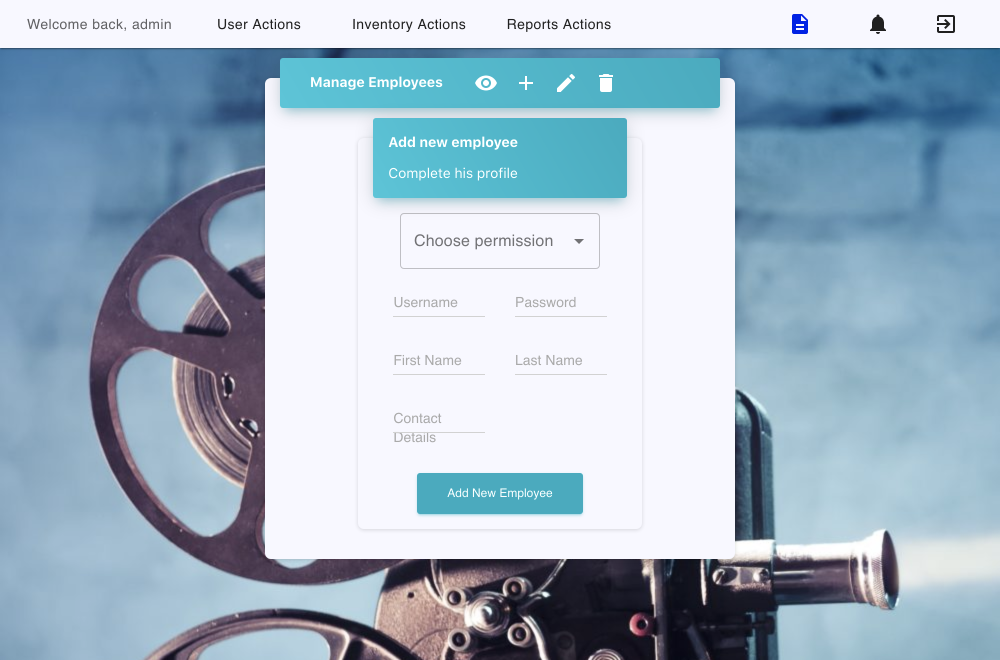 Welcome back, admin
User Actions
Inventory Actions
Reports Actions
Manage Employees
Add new employee
Complete his profile
Choose permission
Username
Password
First Name
Last Name
Contact
Details
Add New Employee